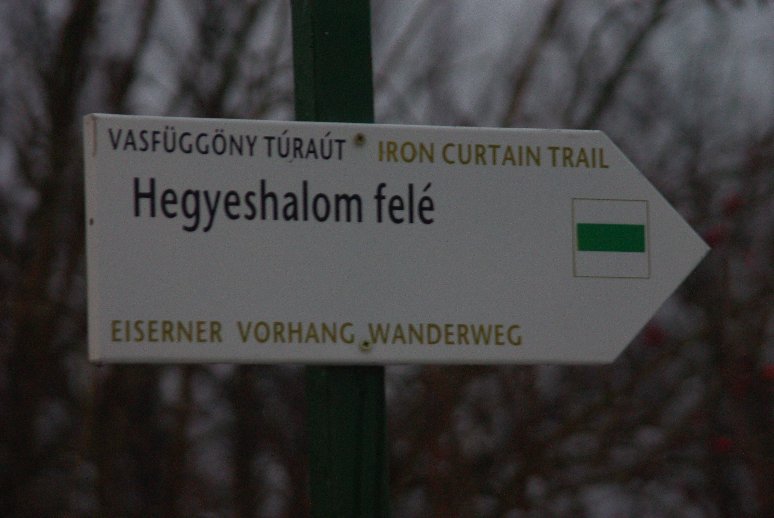 VASFÜGGÖNY TÚRAÚT IRON CURTAIN TRAIL
Hegyeshalom felé
EISERNER VORHANG WANDERWEG